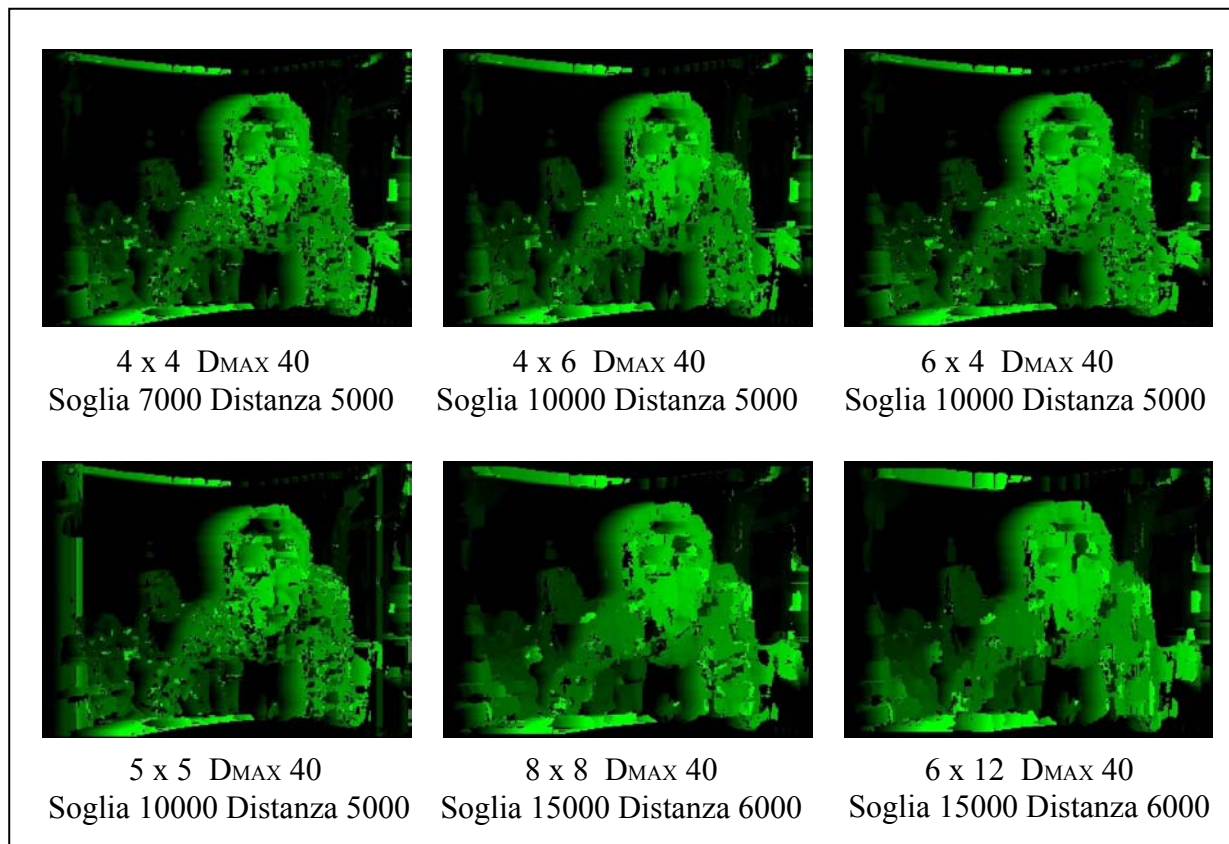 4 x 4 DMAX 40
Soglia 7000 Distanza 5000
4 x 6 DMAX 40
Soglia 10000 Distanza 5000
6 x 4 DMAX 40
Soglia 10000 Distanza 5000
5 x 5 DMAX 40
Soglia 10000 Distanza 5000
8 x 8 DMAX 40
Soglia 15000 Distanza 6000
6 x 12 DMAX 40
Soglia 15000 Distanza 6000